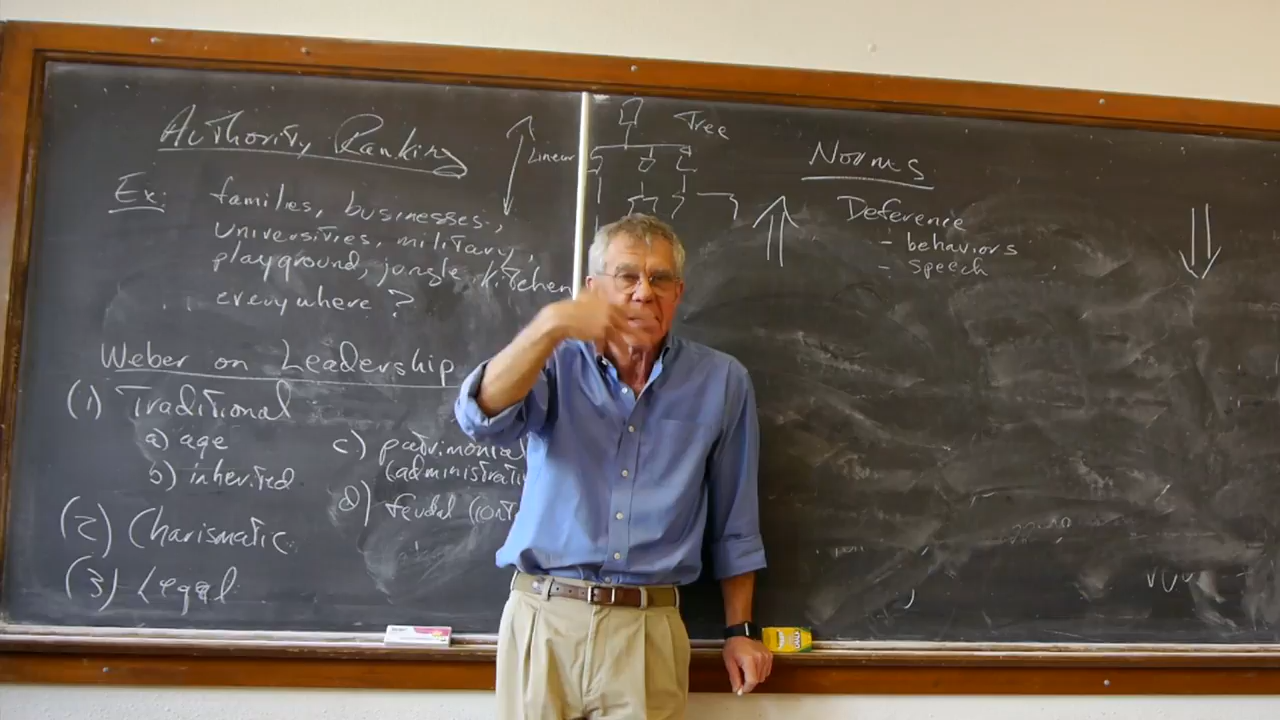 Authority Ranking
Linear
Tree
Ex: families, businesses,
universities, military,
playground, jungle, kitchen
... everywhere?
Weber on Leadership
(1) Traditional
a) age
b) inherited
c) patrimonial
(administrati
d) feudal (cont
(2) Charismatic
(3) Legal
Norms
Deference
- behaviors
- speech